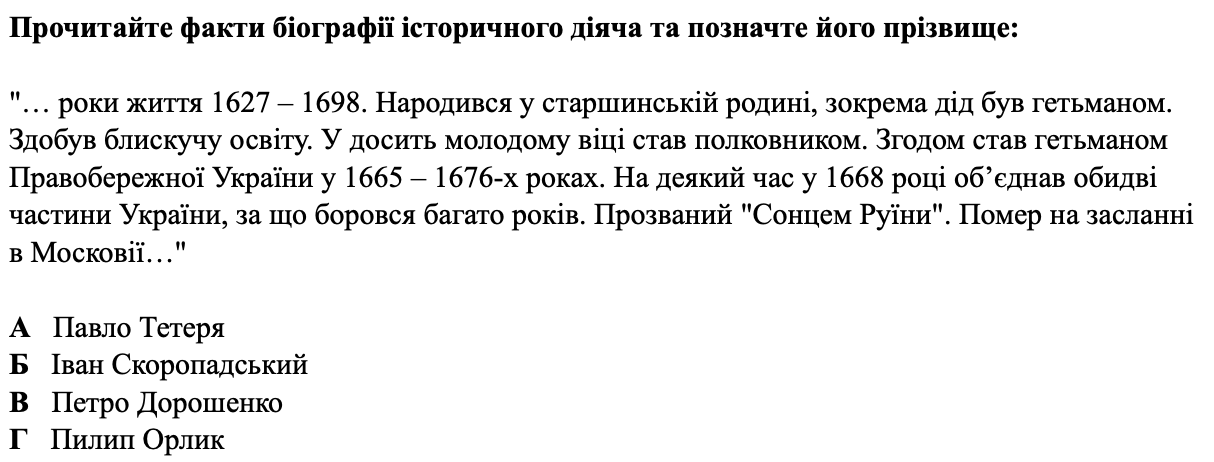 Прочитайте факти біографії історичного діяча та позначте його прізвище:
"… роки життя 1627 – 1698. Народився у старшинській родині, зокрема дід був гетьманом.
Здобув блискучу освіту. У досить молодому віці став полковником. Згодом став гетьманом
Правобережної України у 1665 – 1676-х роках. На деякий час у 1668 році об’єднав обидві
частини України, за що боровся багато років. Прозваний "Сонцем Руїни". Помер на засланні
в Московії…"
А Павло Тетеря
Б Іван Скоропадський
В Петро Дорошенко
Г Пилип Орлик